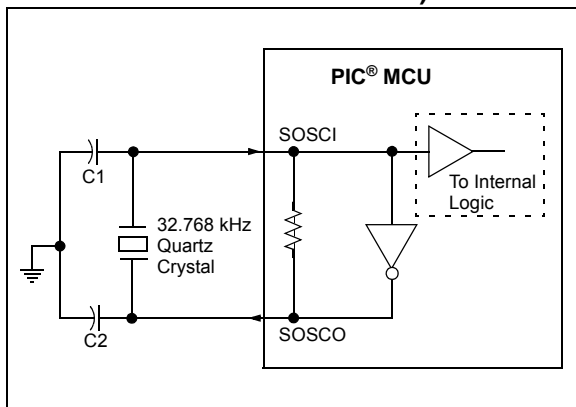 PIC® MCU
SOSCI
C1
To Internal
Logic
32.768 kHz
Quartz
Crystal
SOSCO
C2